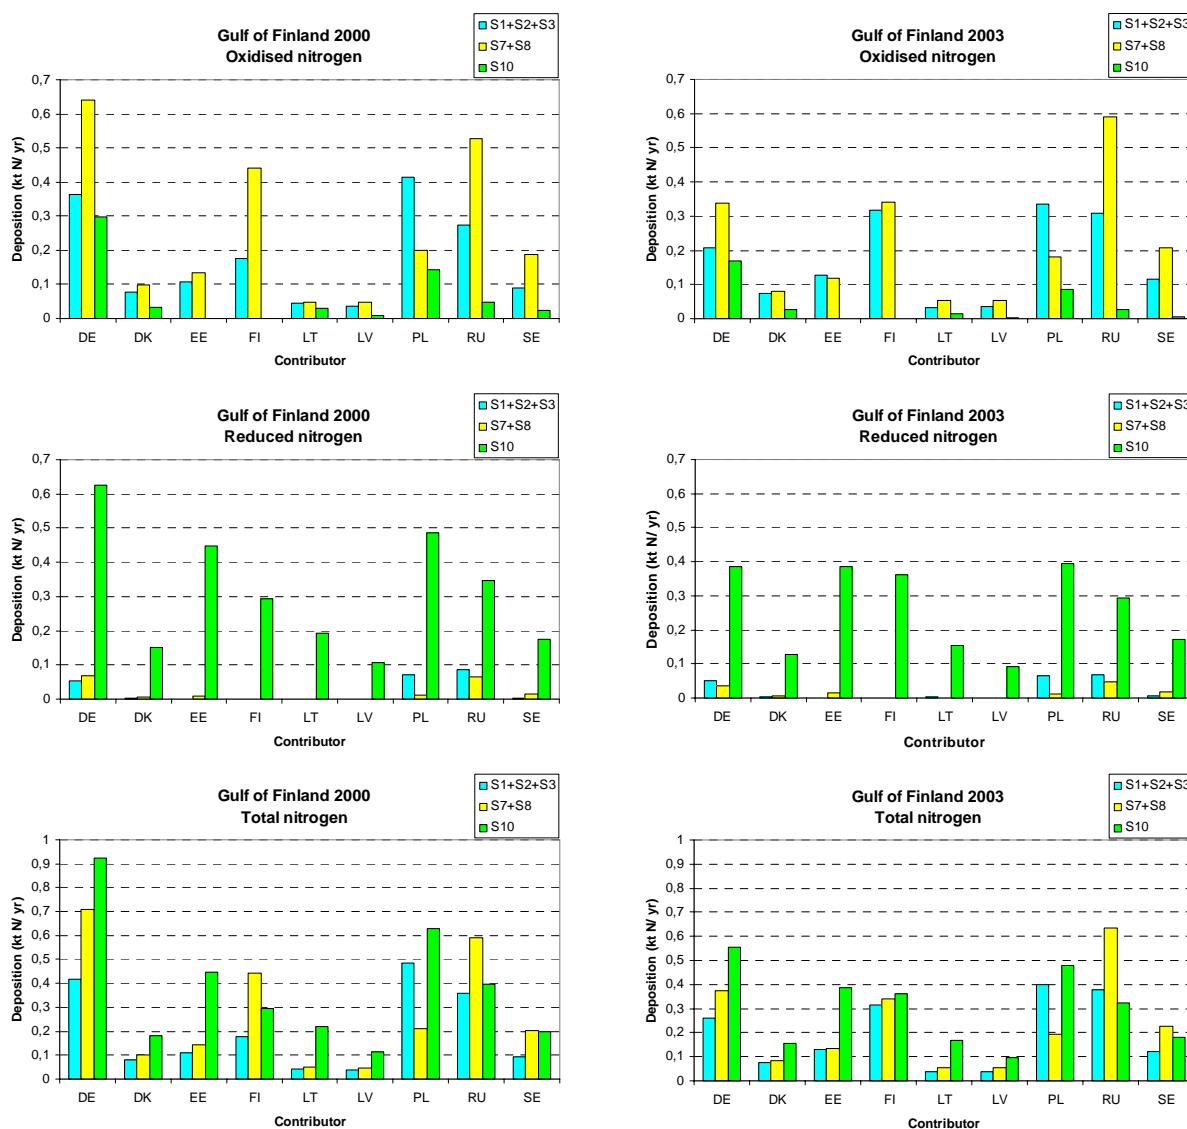 Gulf of Finland 2000
Oxidised nitrogen
S1+S2+S3
S7+S8
S10
Deposition (kt N/ yr)
0,7
0,6
0,5
0,4
0,3
0,2
0,1
0
DE DK EE FI LT LV PL RU SE
Contributor
Gulf of Finland 2003
Oxidised nitrogen
S1+S2+S3
S7+S8
S10
Deposition (kt N/ yr)
0,7
0,6
0,5
0,4
0,3
0,2
0,1
0
DE DK EE FI LT LV PL RU SE
Contributor
Gulf of Finland 2000
Reduced nitrogen
S1+S2+S3
S7+S8
S10
Deposition (kt N/ yr)
0,7
0,6
0,5
0,4
0,3
0,2
0,1
0
DE DK EE FI LT LV PL RU SE
Contributor
Gulf of Finland 2003
Reduced nitrogen
S1+S2+S3
S7+S8
S10
Deposition (kt N/ yr)
0,7
0,6
0,5
0,4
0,3
0,2
0,1
0
DE DK EE FI LT LV PL RU SE
Contributor
Gulf of Finland 2000
Total nitrogen
S1+S2+S3
S7+S8
S10
Deposition (kt N/ yr)
1
0,9
0,8
0,7
0,6
0,5
0,4
0,3
0,2
0,1
0
DE DK EE FI LT LV PL RU SE
Contributor
Gulf of Finland 2003
Total nitrogen
S1+S2+S3
S7+S8
S10
Deposition (kt N/ yr)
1
0,9
0,8
0,7
0,6
0,5
0,4
0,3
0,2
0,1
0
DE DK EE FI LT LV PL RU SE
Contributor